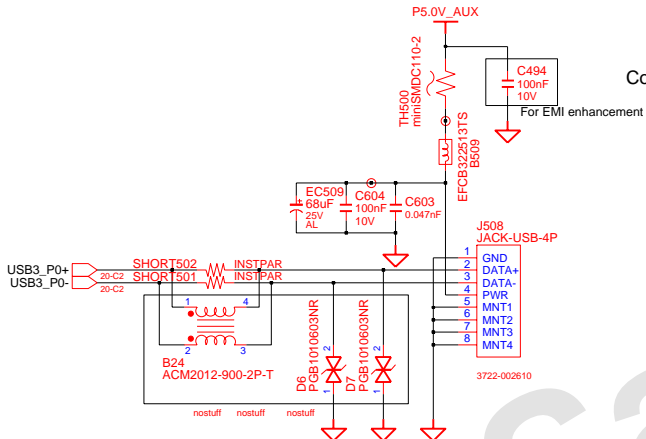 P5.0V_AUX
TH500
miniSMDC110-2
C494
100nF
10V
Co
For EMI enhancement
EFCB322513TS
B509
EC509
68uF
25V
AL
C604
100nF
10V
C603
0.047nF
J508
JACK-USB-4P
1 GND
2 DATA+
3 DATA-
4 PWR
5 MNT1
6 MNT2
7 MNT3
8 MNT4
3722-002610
USB3_P0+ 20-C2 SHORT502 INSTPAR
USB3_P0- 20-C2 SHORT501 INSTPAR
1 4
2 3
B24
ACM2012-900-2P-T
D6
PGB1010603NR
2
1
D7
PGB1010603NR
2
1
nostuff nostuff nostuff